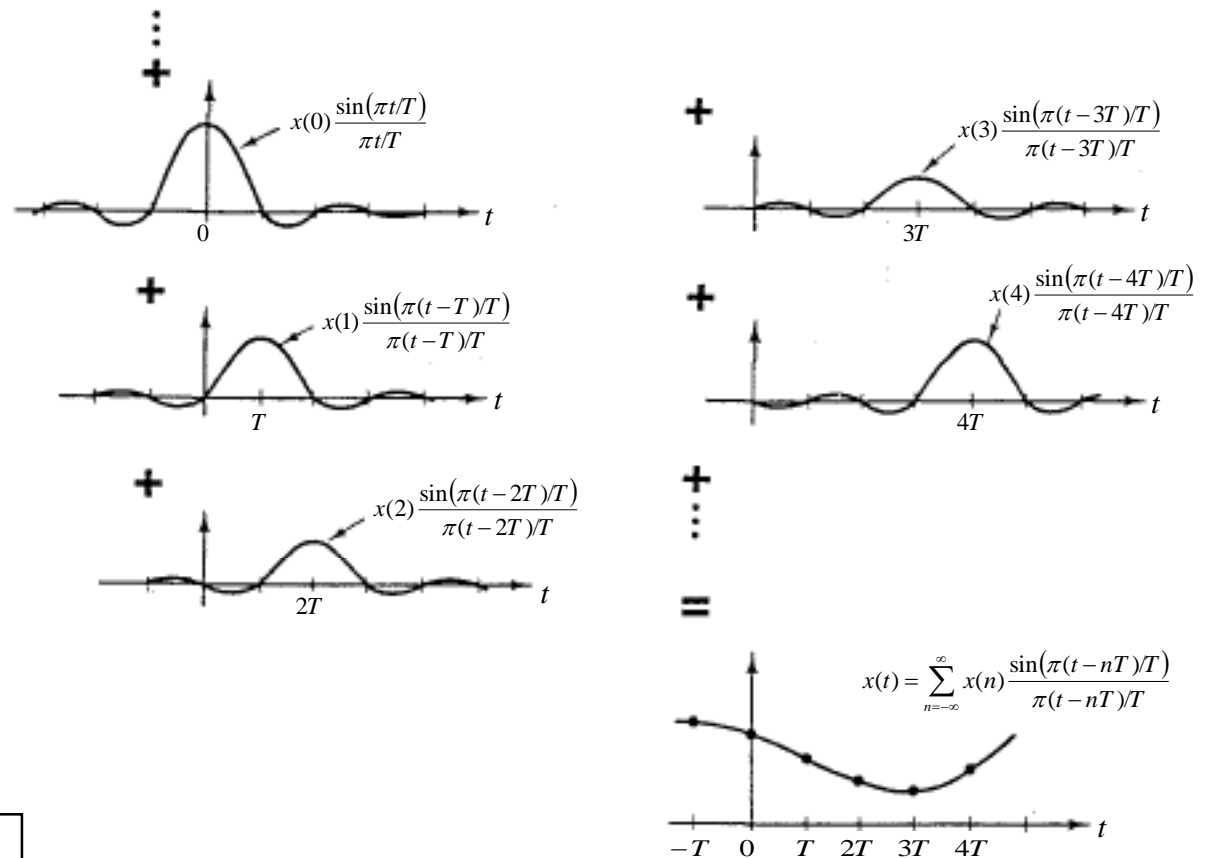 ⋮
+
x(0) sin(πt/T) / πt/T
t
0
+
x(1) sin(π(t−T)/T) / π(t−T)/T
t
T
+
x(2) sin(π(t−2T)/T) / π(t−2T)/T
t
2T
+
x(3) sin(π(t−3T)/T) / π(t−3T)/T
t
3T
+
x(4) sin(π(t−4T)/T) / π(t−4T)/T
t
4T
+
⋮
=
x(t) = ∑_{n=−∞}^{∞} x(n) sin(π(t−nT)/T) / π(t−nT)/T
t
−T 0 T 2T 3T 4T